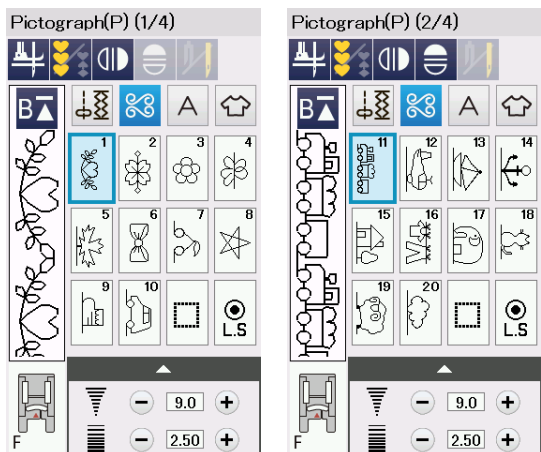 Pictograph(P) (1/4)
B
A
1 2 3 4
5 6 7 8
9 10
L.S
F
9.0
2.50
Pictograph(P) (2/4)
B
A
11 12 13 14
15 16 17 18
19 20
L.S
F
9.0
2.50